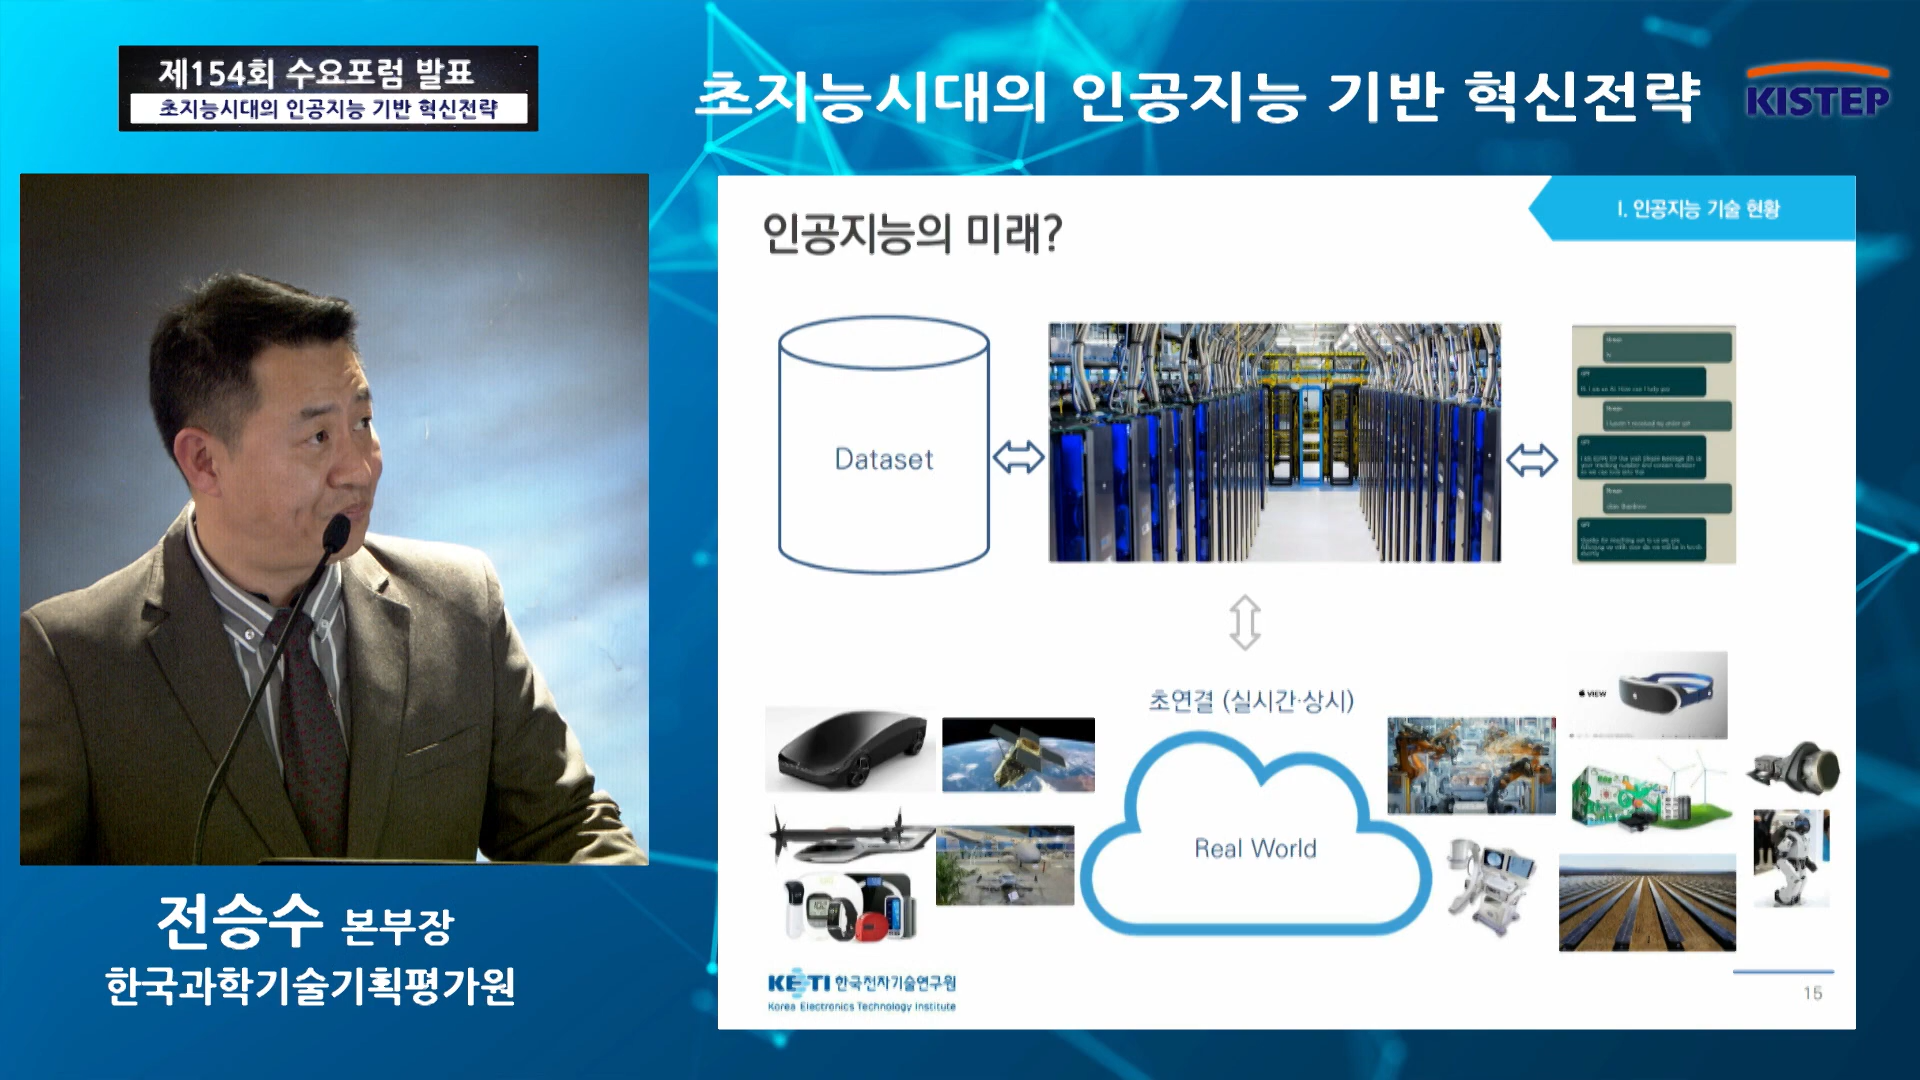 제154회 수요포럼 발표
초지능시대의 인공지능 기반 혁신전략
초지능시대의 인공지능 기반 혁신전략
KISTEP
I. 인공지능 기술 현황
인공지능의 미래?
Dataset
초연결 (실시간·상시)
VIEW
Real World
전승수 본부장
한국과학기술기획평가원
KETI 한국전자기술연구원
Korea Electronics Technology Institute
15